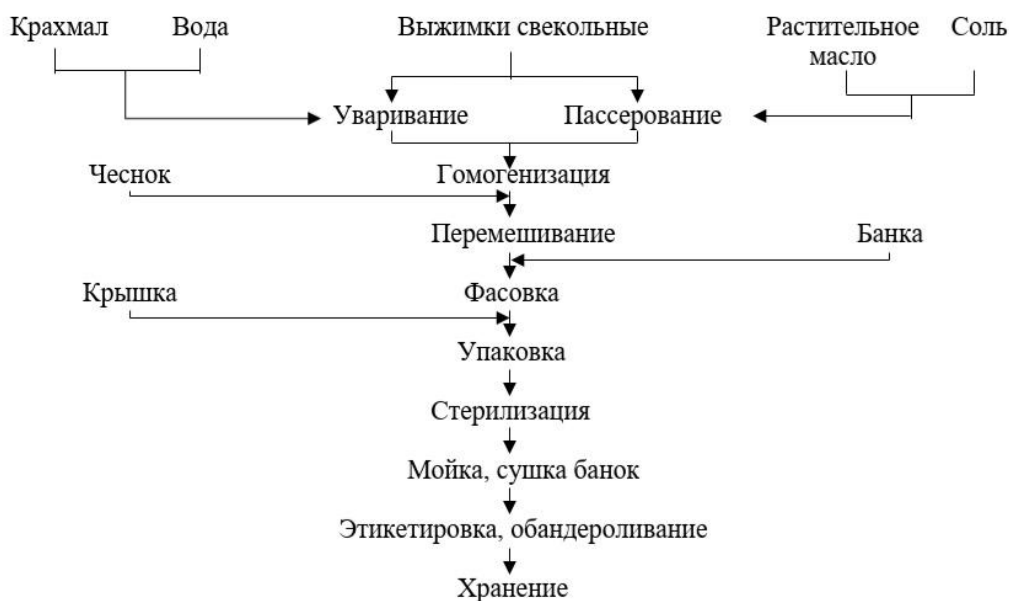 Крахмал Вода Выжимки свекольные Растительное масло Соль
Уваривание Пассерование
Чеснок Гомогенизация
Перемешивание Банка
Крышка Фасовка
Упаковка
Стерилизация
Мойка, сушка банок
Этикетировка, обандероливание
Хранение